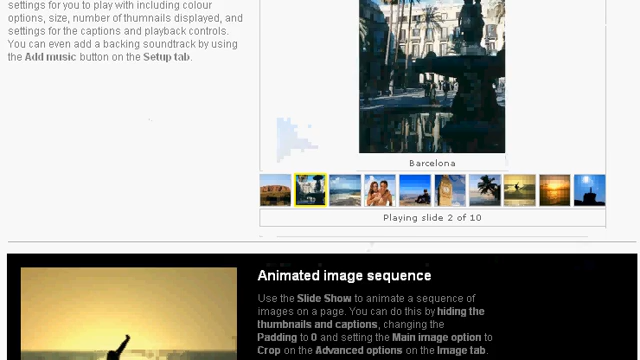 settings for you to play with including colour
options, size, number of thumnails displayed, and
settings for the captions and playback controls.
You can even add a backing soundtrack by using
the Add music button on the Setup tab.
Barcelona
Playing slide 2 of 10
Animated image sequence
Use the Slide Show to animate a sequence of
images on a page. You can do this by hiding the
thumbnails and captions, changing the
Padding to 0 and setting the Main image option to
Crop on the Advanced options on the Image tab.